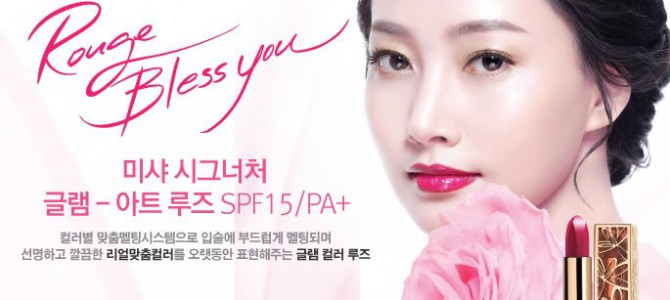 Rouge
Bless you
미샤 시그너처
글램 – 아트 루즈 SPF15/PA+
컬러별 맞춤멜팅시스템으로 입술에 부드럽게 멜팅되며
선명하고 깔끔한 리얼맞춤컬러를 오랫동안 표현해주는 글램 컬러 루즈